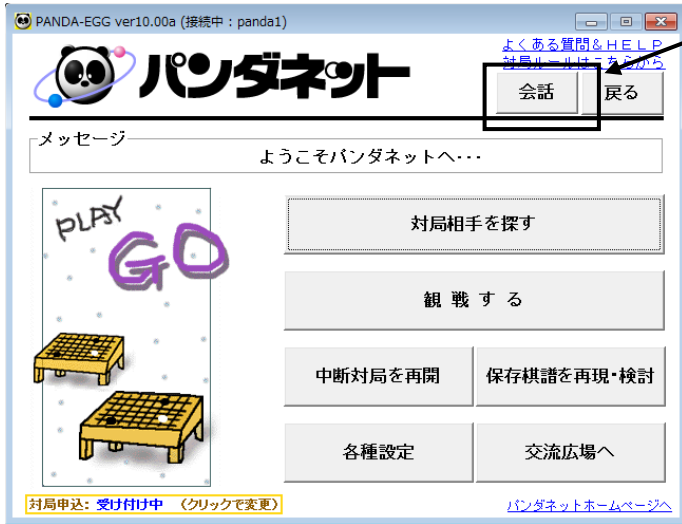 PANDA-EGG ver10.00a (接続中：panda1)
よくある質問＆ＨＥＬＰ
対局ルールはこちらから
パンダネット
会話
戻る
メッセージ
ようこそパンダネットへ・・・
PLAY
GO
対局相手を探す
観 戦 す る
中断対局を再開
保存棋譜を再現・検討
各種設定
交流広場へ
対局申込：受け付け中 （クリックで変更）
パンダネットホームページへ